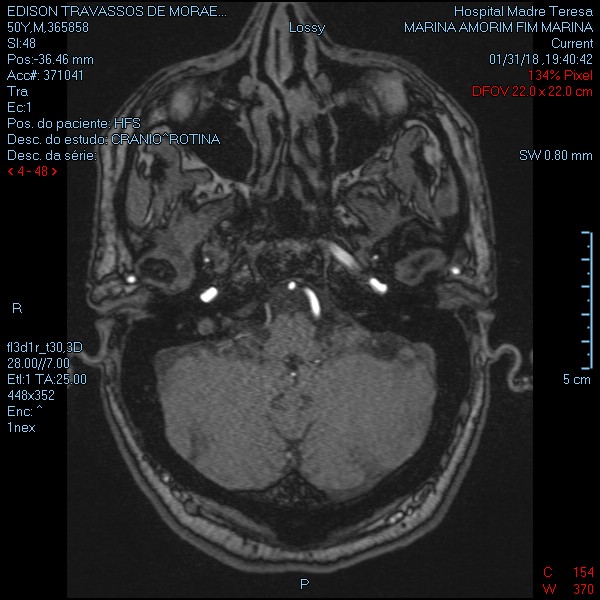 EDISON TRAVASSOS DE MORAE...
50Y,M,365858
SI:48
Pos:-36.46 mm
Acc#: 371041
Tra
Ec:1
Pos. do paciente: HFS
Desc. do estudo: CRANIO^ROTINA
Desc. da série:
< 4 - 48 >
Lossy
Hospital Madre Teresa
MARINA AMORIM FIM MARINA
Current
01/31/18 ,19:40:42
134% Pixel
DFOV 22.0 x 22.0 cm
SW 0.80 mm
R
5 cm
fl3d1r_t30,3D
28.00//7.00
Etl:1 TA:25.00
448x352
Enc: ^
1nex
P
C 154
W 370